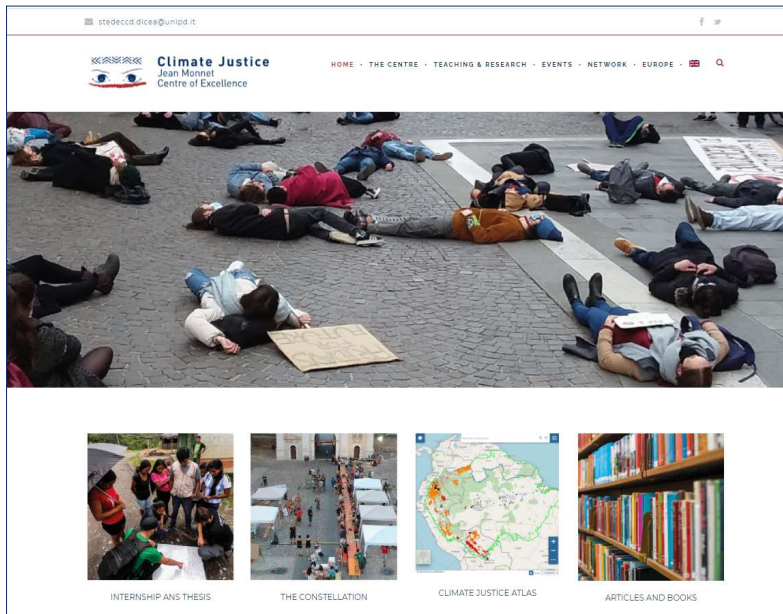 stedeccd.dicea@unipd.it
Climate Justice
Jean Monnet
Centre of Excellence
HOME · THE CENTRE · TEACHING & RESEARCH · EVENTS · NETWORK · EUROPE ·
INTERNSHIP ANS THESIS
THE CONSTELLATION
CLIMATE JUSTICE ATLAS
ARTICLES AND BOOKS